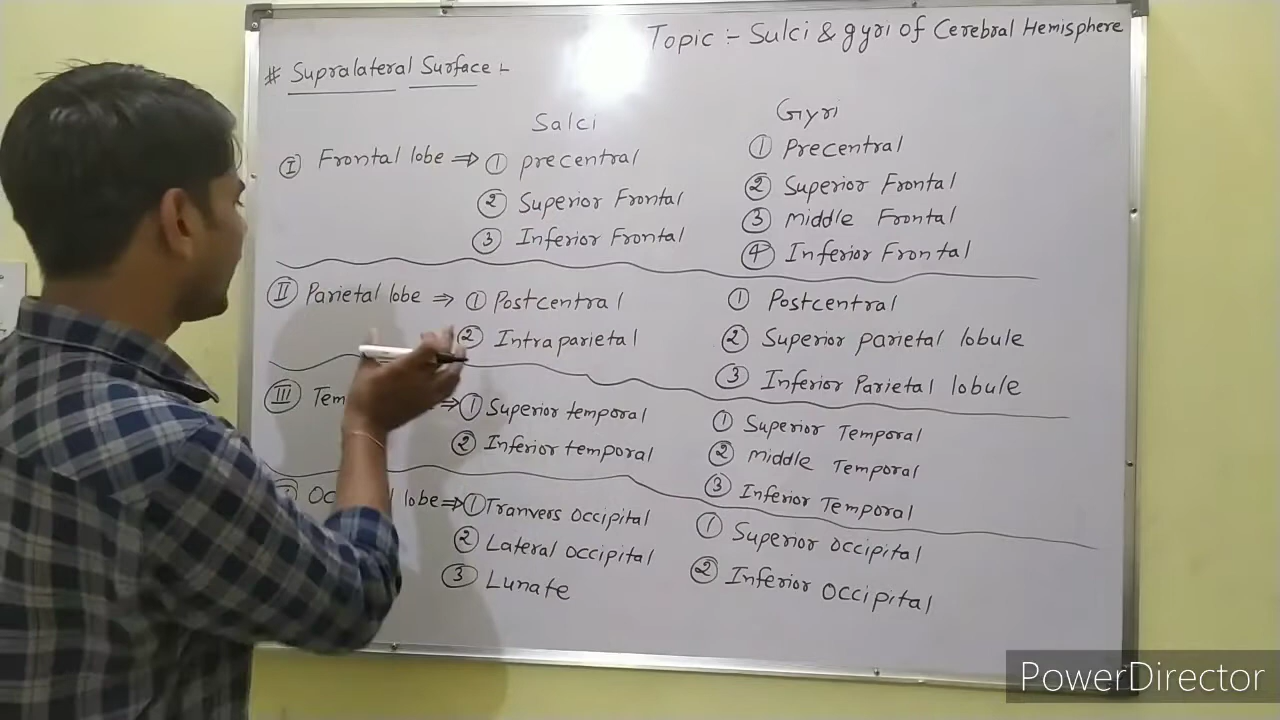 Topic :- Sulci & gyri of Cerebral Hemisphere
# Supralateral Surface :-
Salci Gyri
I Frontal lobe ⇒ 1 precentral 1 Precentral
2 Superior Frontal 2 Superior Frontal
3 Inferior Frontal 3 Middle Frontal
4 Inferior Frontal
II Parietal lobe ⇒ 1 Postcentral 1 Postcentral
2 Intraparietal 2 Superior parietal lobule
3 Inferior Parietal lobule
III ⇒ 1 Superior temporal 1 Superior Temporal
2 Inferior temporal 2 Middle Temporal
3 Inferior Temporal
lobe ⇒ 1 Tranvers occipital 1 Superior occipital
2 Lateral occipital 2 Inferior occipital
3 Lunate
PowerDirector